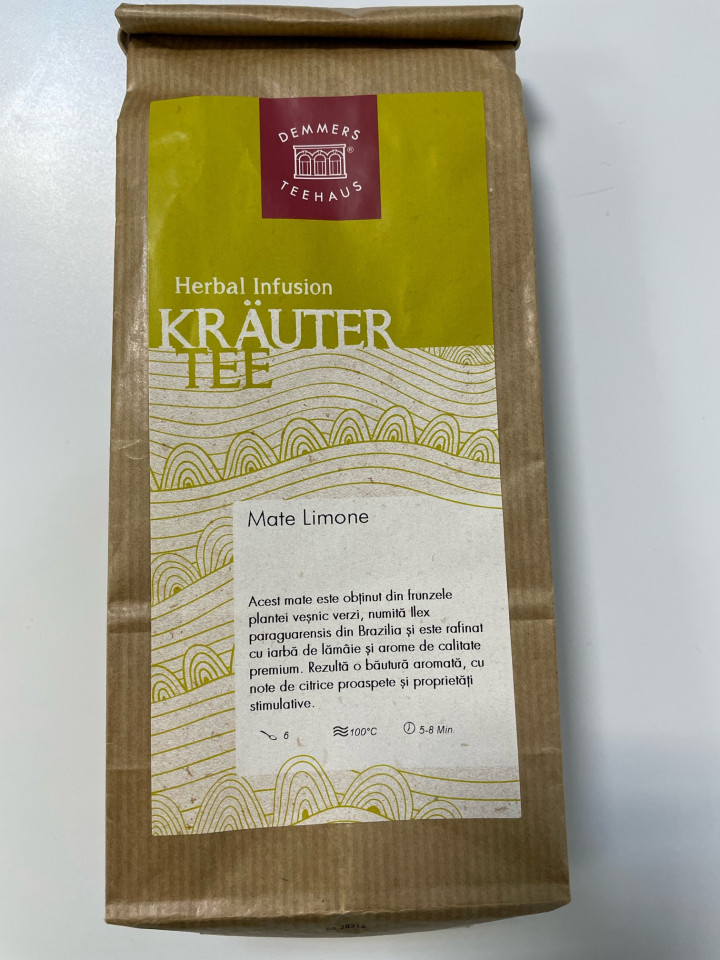 DEMMERS
®
TEEHAUS
Herbal Infusion
KRÄUTER
TEE
Mate Limone
Acest mate este obținut din frunzele
plantei veșnic verzi, numită Ilex
paraguarensis din Brazilia și este rafinat
cu iarbă de lămâie și arome de calitate
premium. Rezultă o băutură aromată, cu
note de citrice proaspete și proprietăți
stimulative.
6 100°C 5-8 Min.